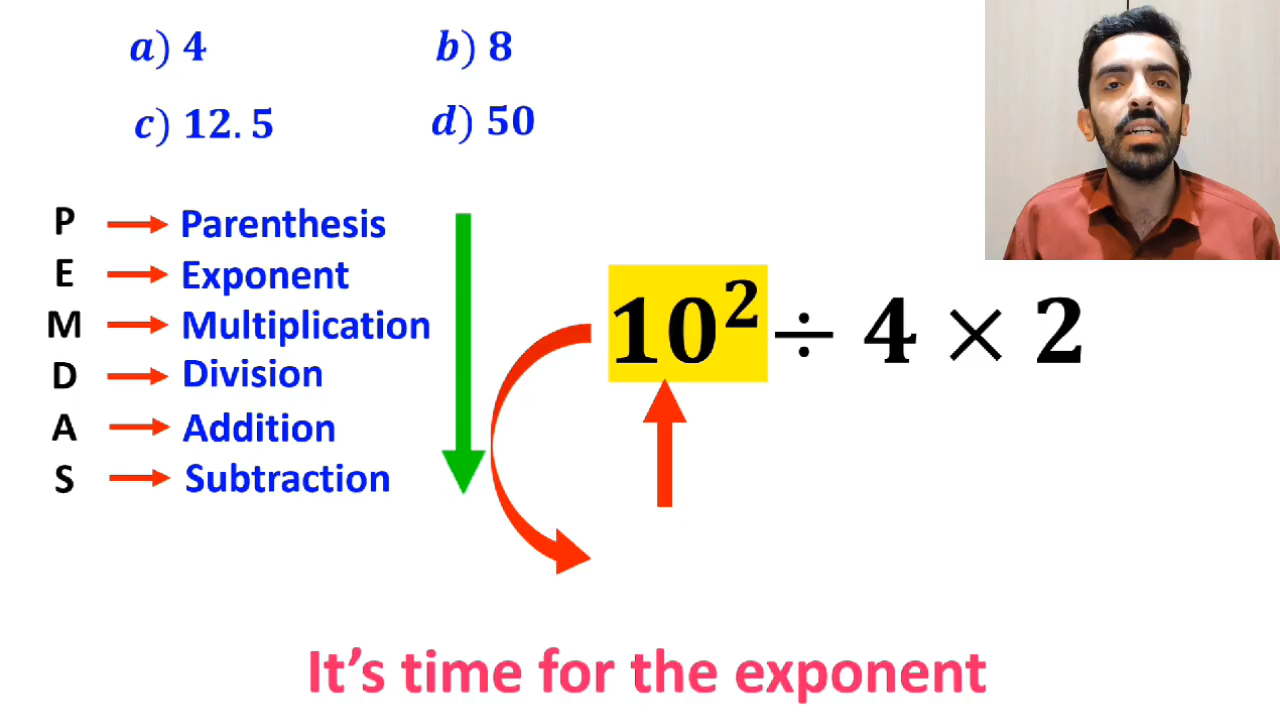 a) 4 b) 8
c) 12.5 d) 50
P Parenthesis
E Exponent
M Multiplication
D Division
A Addition
S Subtraction
10² ÷ 4 × 2
It's time for the exponent